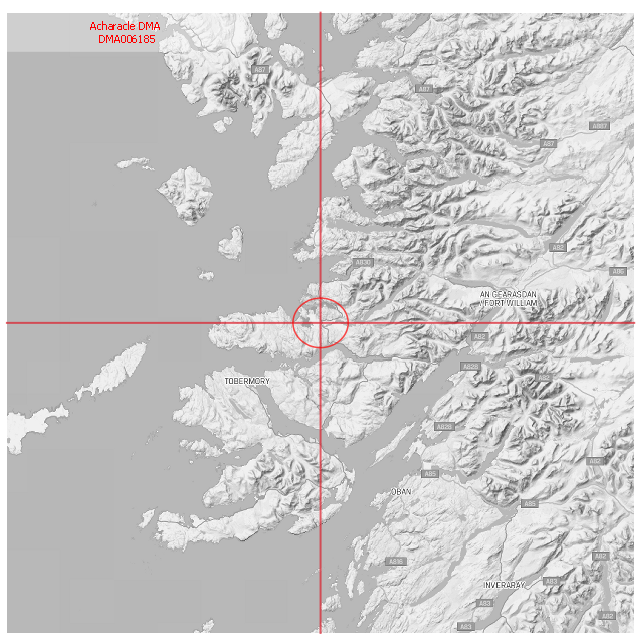 Acharacle DMA
DMA006185
A87
A87
A887
A87
A82
A830
A86
AN GEARASDAN
/ FORT WILLIAM
A82
A828
TOBERMORY
A828
A82
A85
OBAN
A85
A82
A816
INVERARAY
A83
A83
A82
A83